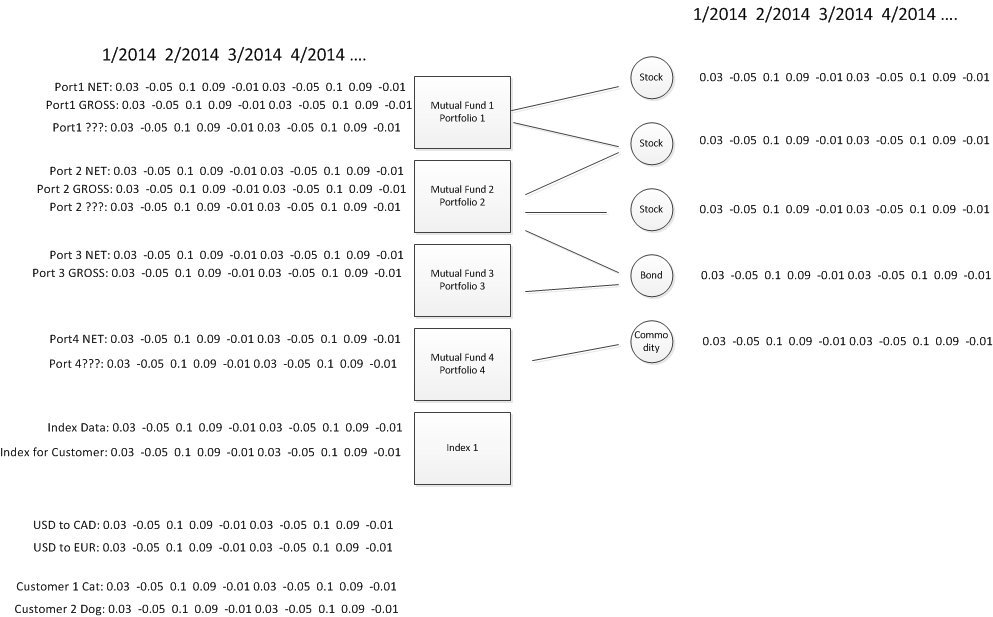 1/2014 2/2014 3/2014 4/2014 ....
1/2014 2/2014 3/2014 4/2014 ....
Port1 NET: 0.03 -0.05 0.1 0.09 -0.01 0.03 -0.05 0.1 0.09 -0.01
Port1 GROSS: 0.03 -0.05 0.1 0.09 -0.01 0.03 -0.05 0.1 0.09 -0.01
Port1 ???: 0.03 -0.05 0.1 0.09 -0.01 0.03 -0.05 0.1 0.09 -0.01
Mutual Fund 1
Portfolio 1
Stock
0.03 -0.05 0.1 0.09 -0.01 0.03 -0.05 0.1 0.09 -0.01
Stock
0.03 -0.05 0.1 0.09 -0.01 0.03 -0.05 0.1 0.09 -0.01
Port 2 NET: 0.03 -0.05 0.1 0.09 -0.01 0.03 -0.05 0.1 0.09 -0.01
Port 2 GROSS: 0.03 -0.05 0.1 0.09 -0.01 0.03 -0.05 0.1 0.09 -0.01
Port 2 ???: 0.03 -0.05 0.1 0.09 -0.01 0.03 -0.05 0.1 0.09 -0.01
Mutual Fund 2
Portfolio 2
Stock
0.03 -0.05 0.1 0.09 -0.01 0.03 -0.05 0.1 0.09 -0.01
Port 3 NET: 0.03 -0.05 0.1 0.09 -0.01 0.03 -0.05 0.1 0.09 -0.01
Port 3 GROSS: 0.03 -0.05 0.1 0.09 -0.01 0.03 -0.05 0.1 0.09 -0.01
Mutual Fund 3
Portfolio 3
Bond
0.03 -0.05 0.1 0.09 -0.01 0.03 -0.05 0.1 0.09 -0.01
Port4 NET: 0.03 -0.05 0.1 0.09 -0.01 0.03 -0.05 0.1 0.09 -0.01
Port 4???: 0.03 -0.05 0.1 0.09 -0.01 0.03 -0.05 0.1 0.09 -0.01
Mutual Fund 4
Portfolio 4
Commo
dity
0.03 -0.05 0.1 0.09 -0.01 0.03 -0.05 0.1 0.09 -0.01
Index Data: 0.03 -0.05 0.1 0.09 -0.01 0.03 -0.05 0.1 0.09 -0.01
Index for Customer: 0.03 -0.05 0.1 0.09 -0.01 0.03 -0.05 0.1 0.09 -0.01
Index 1
USD to CAD: 0.03 -0.05 0.1 0.09 -0.01 0.03 -0.05 0.1 0.09 -0.01
USD to EUR: 0.03 -0.05 0.1 0.09 -0.01 0.03 -0.05 0.1 0.09 -0.01
Customer 1 Cat: 0.03 -0.05 0.1 0.09 -0.01 0.03 -0.05 0.1 0.09 -0.01
Customer 2 Dog: 0.03 -0.05 0.1 0.09 -0.01 0.03 -0.05 0.1 0.09 -0.01